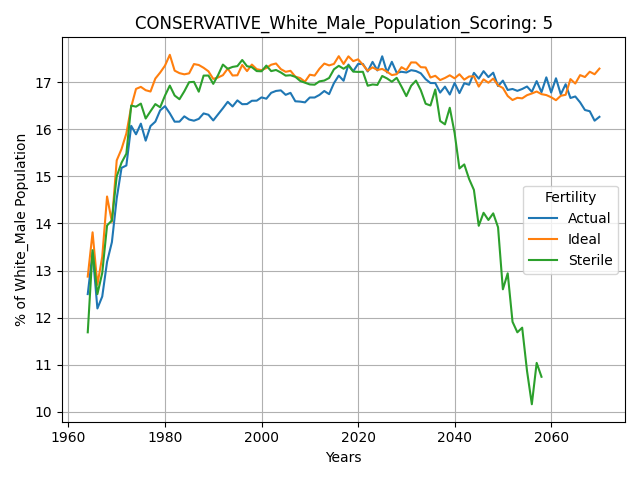 CONSERVATIVE_White_Male_Population_Scoring: 5
% of White_Male Population
17
16
15
14
13
12
11
10
Fertility
Actual
Ideal
Sterile
1960
1980
2000
2020
2040
2060
Years